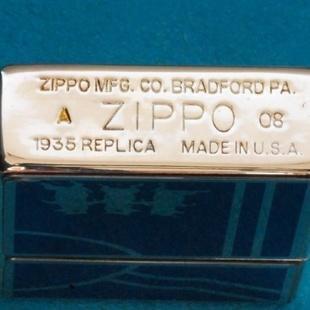 ZIPPO MFG. CO. BRADFORD PA.
A ZIPPO 08
1935 REPLICA MADE IN U.S.A.